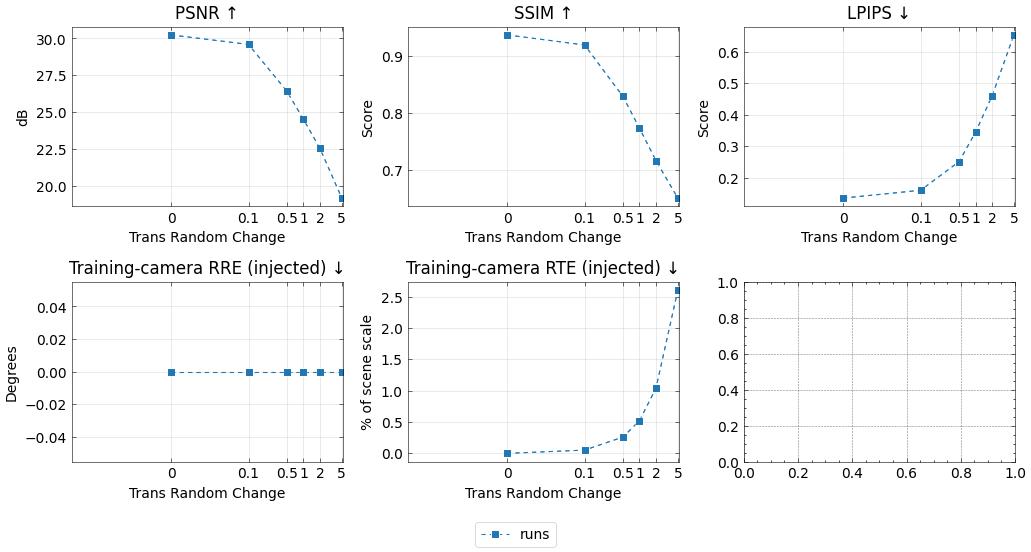 PSNR ↑
30.0
27.5
25.0
22.5
20.0
dB
0 0.1 0.5 1 2 5
Trans Random Change
SSIM ↑
0.9
0.8
0.7
Score
0 0.1 0.5 1 2 5
Trans Random Change
LPIPS ↓
0.6
0.5
0.4
0.3
0.2
Score
0 0.1 0.5 1 2 5
Trans Random Change
Training-camera RRE (injected) ↓
0.04
0.02
0.00
−0.02
−0.04
Degrees
0 0.1 0.5 1 2 5
Trans Random Change
Training-camera RTE (injected) ↓
2.5
2.0
1.5
1.0
0.5
0.0
% of scene scale
0 0.1 0.5 1 2 5
Trans Random Change
1.0
0.8
0.6
0.4
0.2
0.0
0.0 0.2 0.4 0.6 0.8 1.0
runs